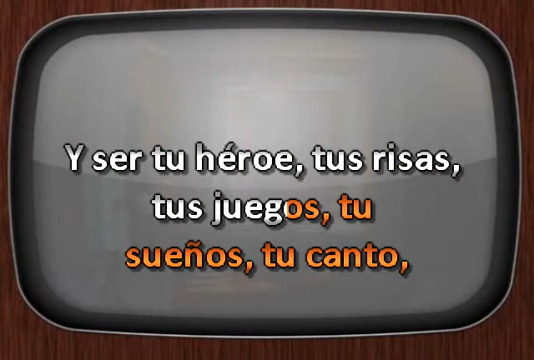 Y ser tu héroe, tus risas,
tus juegos, tu
sueños, tu canto,